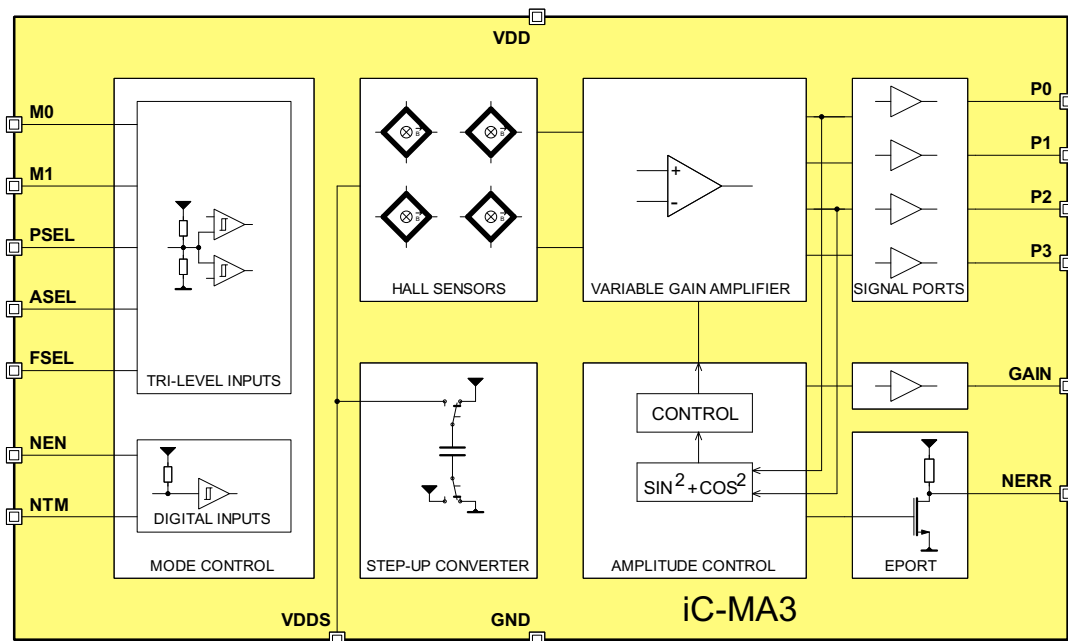 VDD
M0
M1
PSEL
ASEL
FSEL
NEN
NTM
TRI-LEVEL INPUTS
DIGITAL INPUTS
MODE CONTROL
B
B
B
B
HALL SENSORS
+
-
VARIABLE GAIN AMPLIFIER
SIGNAL PORTS
P0
P1
P2
P3
STEP-UP CONVERTER
CONTROL
SIN² + COS²
AMPLITUDE CONTROL
GAIN
NERR
EPORT
VDDS
GND
iC-MA3